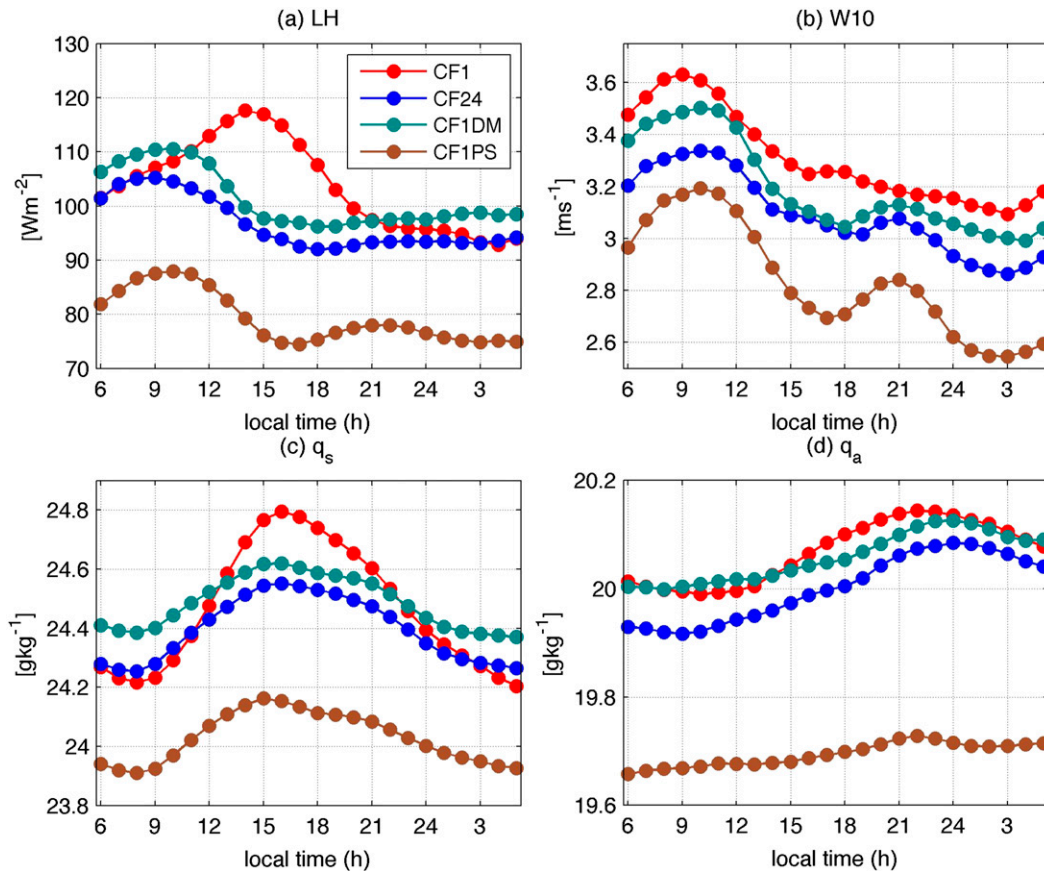 (a) LH
[Wm-2]
130
120
110
100
90
80
70
CF1
CF24
CF1DM
CF1PS
6 9 12 15 18 21 24 3
local time (h)
(b) W10
[ms-1]
3.6
3.4
3.2
3
2.8
2.6
6 9 12 15 18 21 24 3
local time (h)
(c) qs
[gkg-1]
24.8
24.6
24.4
24.2
24
23.8
6 9 12 15 18 21 24 3
local time (h)
(d) qa
[gkg-1]
20.2
20
19.8
19.6
6 9 12 15 18 21 24 3
local time (h)